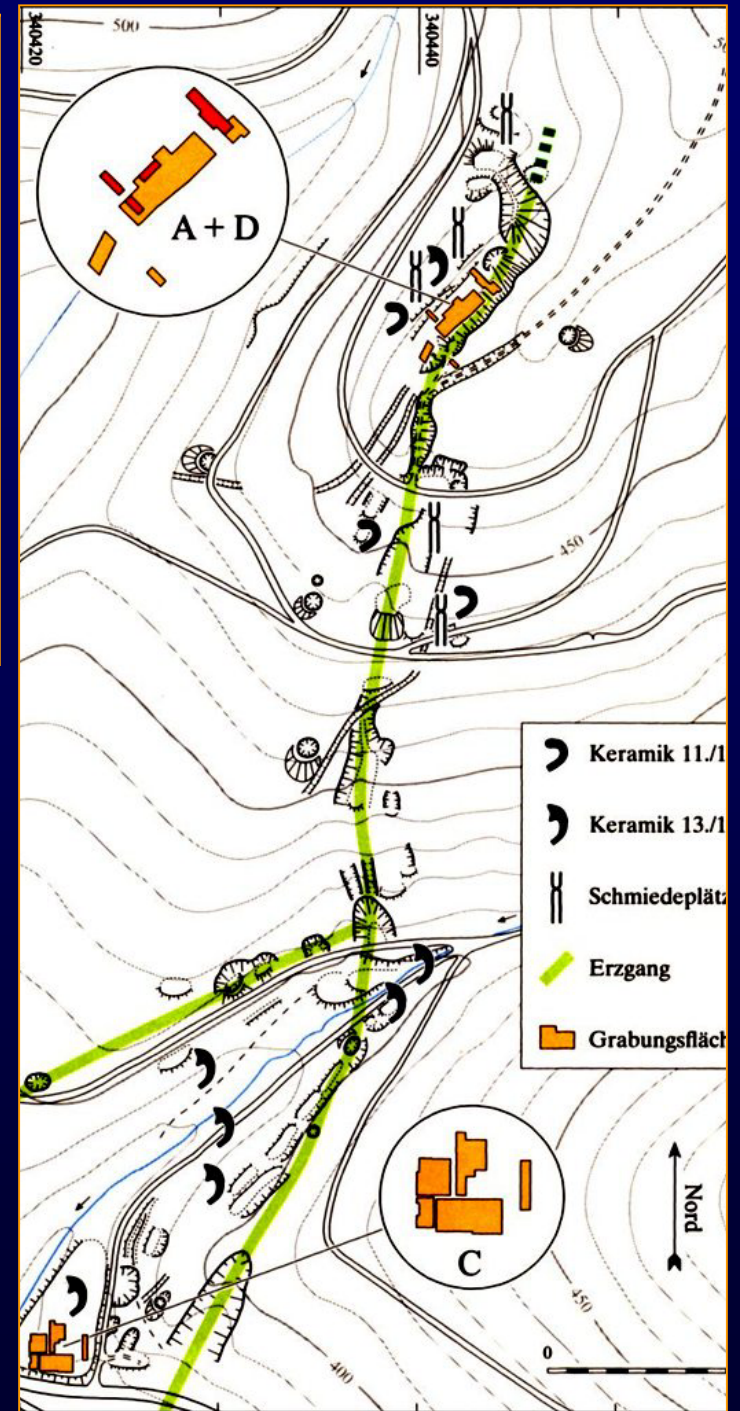 500
340420
340440
A + D
450
Keramik 11./1
Keramik 13./1
Schmiedeplätz
Erzgang
Grabungsfläch
Nord
C
450
0
400